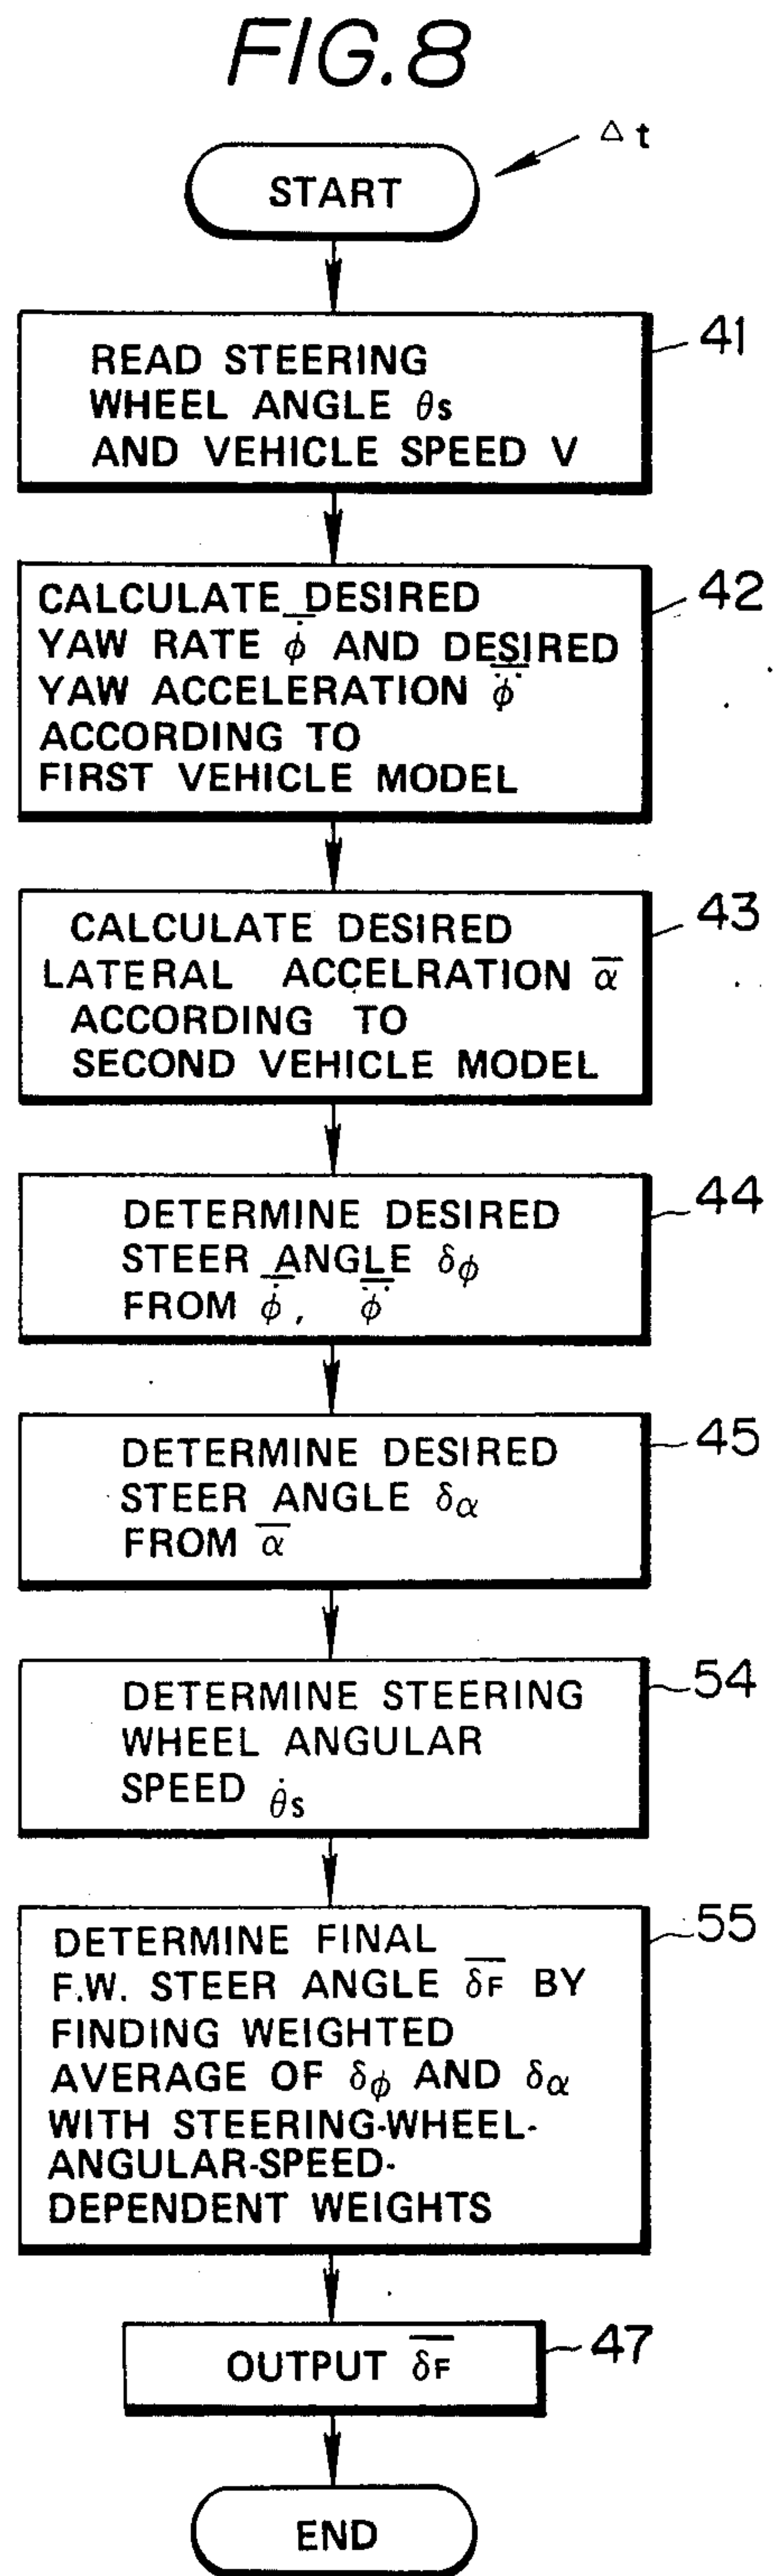 FIG.8
Δt
START
41
READ STEERING
WHEEL ANGLE θs
AND VEHICLE SPEED V
42
CALCULATE DESIRED
YAW RATE φ̇̅ AND DESIRED
YAW ACCELERATION φ̈̅
ACCORDING TO
FIRST VEHICLE MODEL
43
CALCULATE DESIRED
LATERAL ACCELRATION α̅
ACCORDING TO
SECOND VEHICLE MODEL
44
DETERMINE DESIRED
STEER ANGLE δφ
FROM φ̇̅, φ̈̅
45
DETERMINE DESIRED
STEER ANGLE δα
FROM α̅
54
DETERMINE STEERING
WHEEL ANGULAR
SPEED θ̇s
55
DETERMINE FINAL
F.W. STEER ANGLE δ̅F̅ BY
FINDING WEIGHTED
AVERAGE OF δφ AND δα
WITH STEERING-WHEEL-
ANGULAR-SPEED-
DEPENDENT WEIGHTS
47
OUTPUT δ̅F̅
END